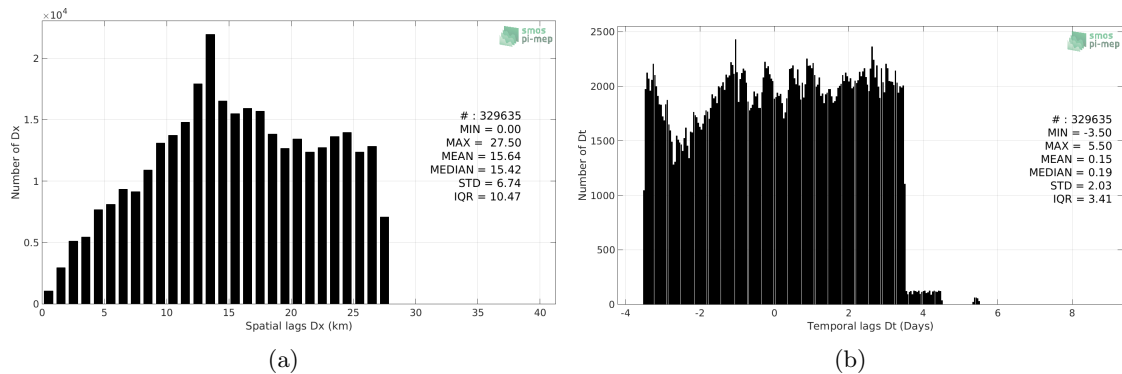 ×10⁴
smos
pi-mep
2
1.5
1
0.5
0
Number of Dx
# : 329635
MIN = 0.00
MAX = 27.50
MEAN = 15.64
MEDIAN = 15.42
STD = 6.74
IQR = 10.47
0 5 10 15 20 25 30 35 40
Spatial lags Dx (km)
(a)
smos
pi-mep
2500
2000
1500
1000
500
0
Number of Dt
# : 329635
MIN = -3.50
MAX = 5.50
MEAN = 0.15
MEDIAN = 0.19
STD = 2.03
IQR = 3.41
-4 -2 0 2 4 6 8
Temporal lags Dt (Days)
(b)